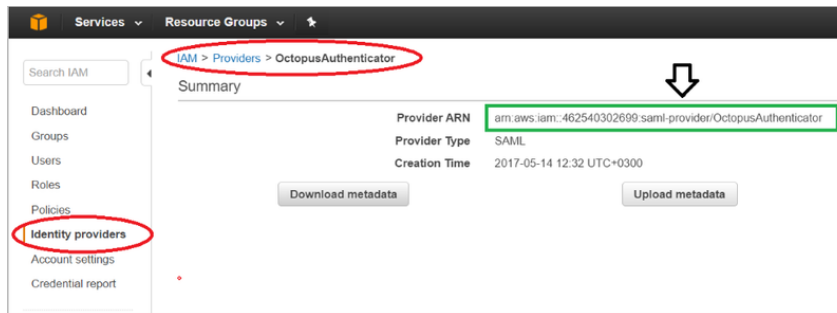 Services
Resource Groups
Search IAM
Dashboard
Groups
Users
Roles
Policies
Identity providers
Account settings
Credential report
IAM > Providers > OctopusAuthenticator
Summary
Provider ARN arn:aws:iam::462540302699:saml-provider/OctopusAuthenticator
Provider Type SAML
Creation Time 2017-05-14 12:32 UTC+0300
Download metadata Upload metadata